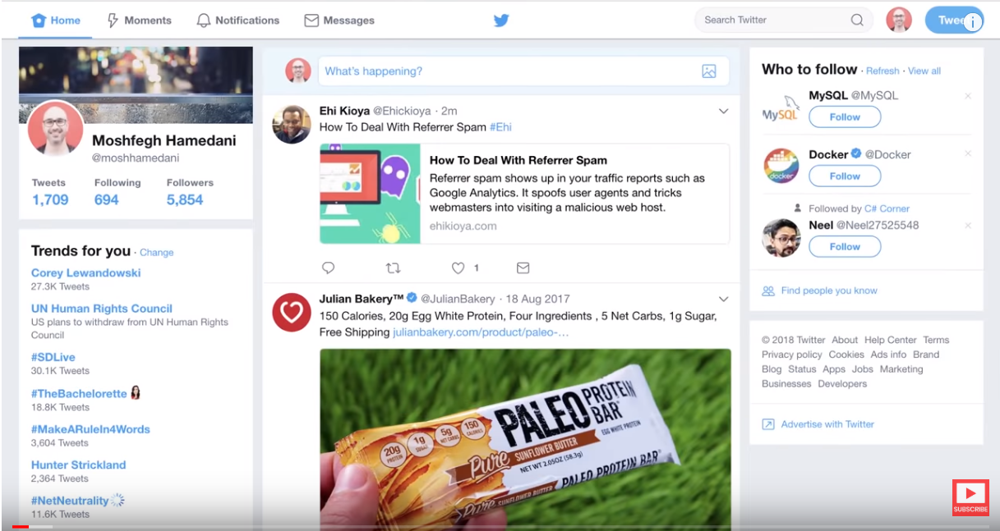 Home
Moments
Notifications
Messages
Search Twitter
Twee
Moshfegh Hamedani
@moshhamedani
Tweets Following Followers
1,709 694 5,854
Trends for you · Change
Corey Lewandowski
27.3K Tweets
UN Human Rights Council
US plans to withdraw from UN Human Rights
Council
#SDLive
30.1K Tweets
#TheBachelorette
18.8K Tweets
#MakeARuleIn4Words
3,604 Tweets
Hunter Strickland
2,364 Tweets
#NetNeutrality
11.6K Tweets
What's happening?
Ehi Kioya @Ehickioya · 2m
How To Deal With Referrer Spam #Ehi
How To Deal With Referrer Spam
Referrer spam shows up in your traffic reports such as
Google Analytics. It spoofs user agents and tricks
webmasters into visiting a malicious web host.
ehikioya.com
1
Julian Bakery™ @JulianBakery · 18 Aug 2017
150 Calories, 20g Egg White Protein, Four Ingredients , 5 Net Carbs, 1g Sugar,
Free Shipping julianbakery.com/product/paleo-…
20g PROTEIN
1g SUGAR
5g NET CARBS
150 CALORIES
PALEO
PROTEIN
BAR
EGG WHITE PROTEIN
Pure
SUNFLOWER BUTTER
NET WT 2.05OZ (58.3g)
PALEO PROTEIN BAR
Pure SUNFLOWER BUTTER
Who to follow · Refresh · View all
MySQL
MySQL @MySQL
Follow
docker
Docker @Docker
Follow
Followed by C# Corner
Neel @Neel27525548
Follow
Find people you know
© 2018 Twitter About Help Center Terms
Privacy policy Cookies Ads info Brand
Blog Status Apps Jobs Marketing
Businesses Developers
Advertise with Twitter
SUBSCRIBE